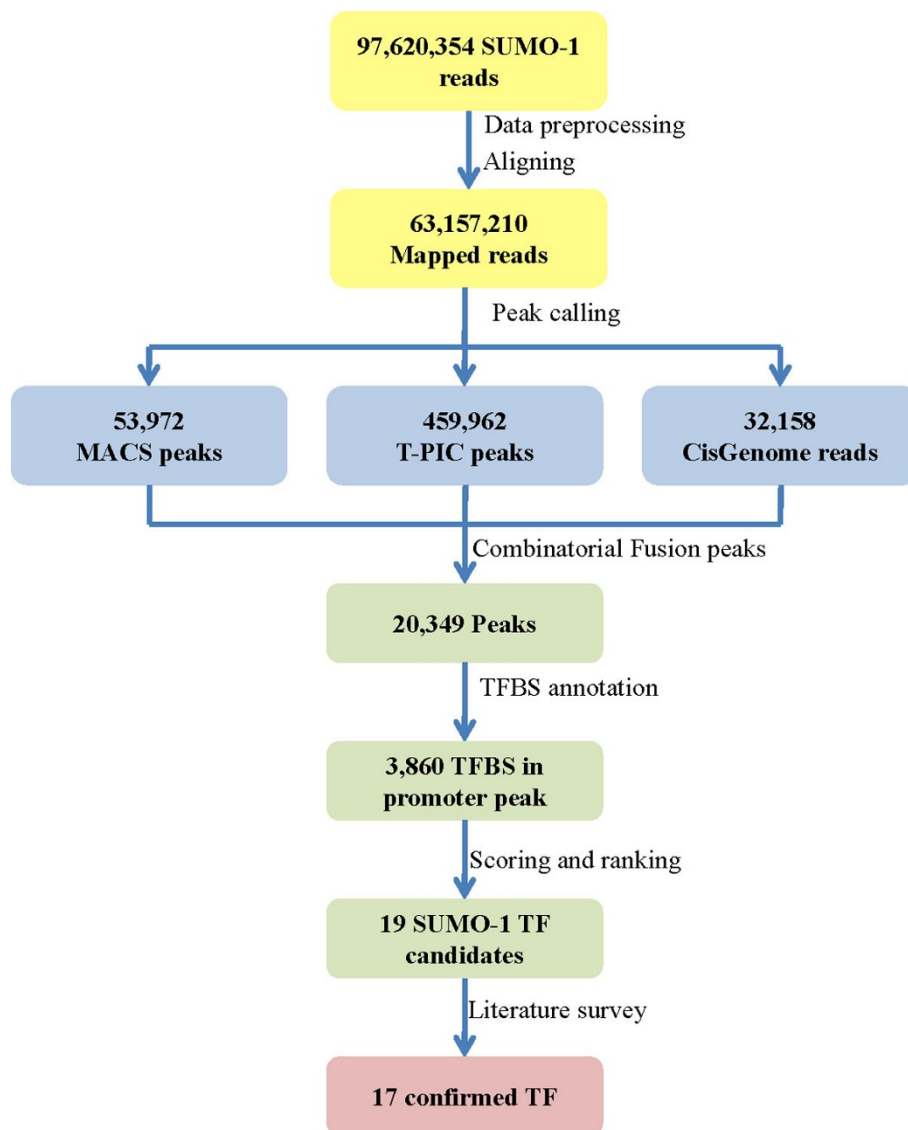 97,620,354 SUMO-1
reads
Data preprocessing
Aligning
63,157,210
Mapped reads
Peak calling
53,972
MACS peaks
459,962
T-PIC peaks
32,158
CisGenome reads
Combinatorial Fusion peaks
20,349 Peaks
TFBS annotation
3,860 TFBS in
promoter peak
Scoring and ranking
19 SUMO-1 TF
candidates
Literature survey
17 confirmed TF